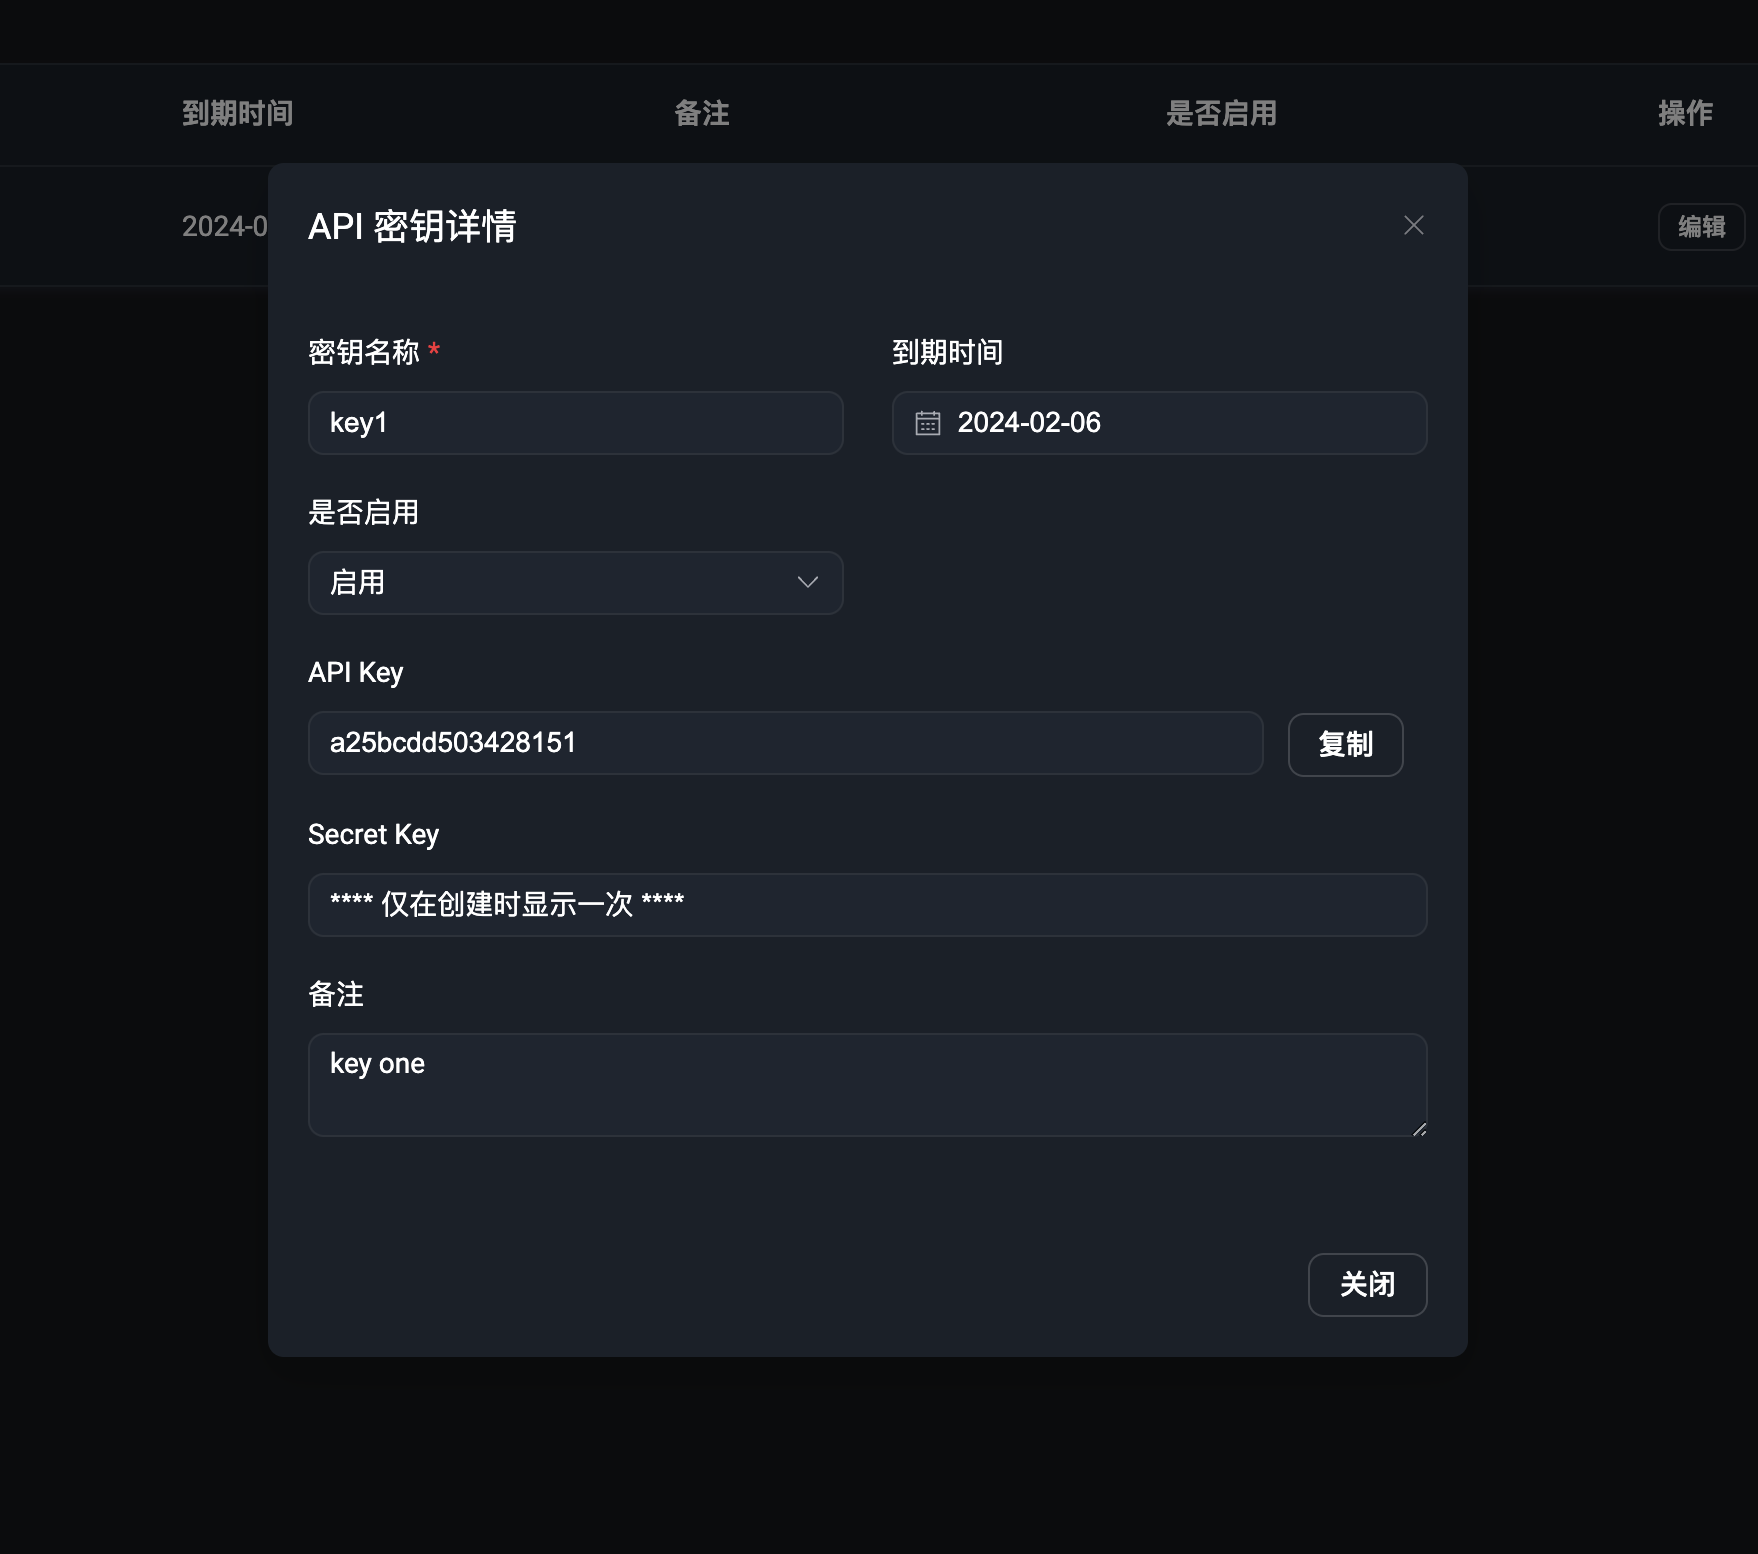 到期时间 备注 是否启用 操作
2024-0 编辑
API 密钥详情
密钥名称 * 到期时间
key1 2024-02-06
是否启用
启用
API Key
a25bcdd503428151 复制
Secret Key
**** 仅在创建时显示一次 ****
备注
key one
关闭